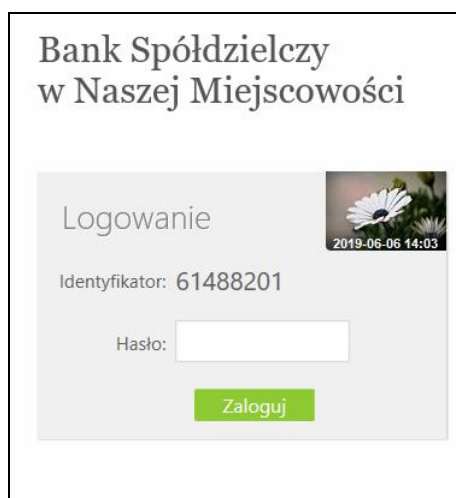 Bank Spółdzielczy
w Naszej Miejscowości
Logowanie
2019-06-06 14:03
Identyfikator: 61488201
Hasło:
Zaloguj